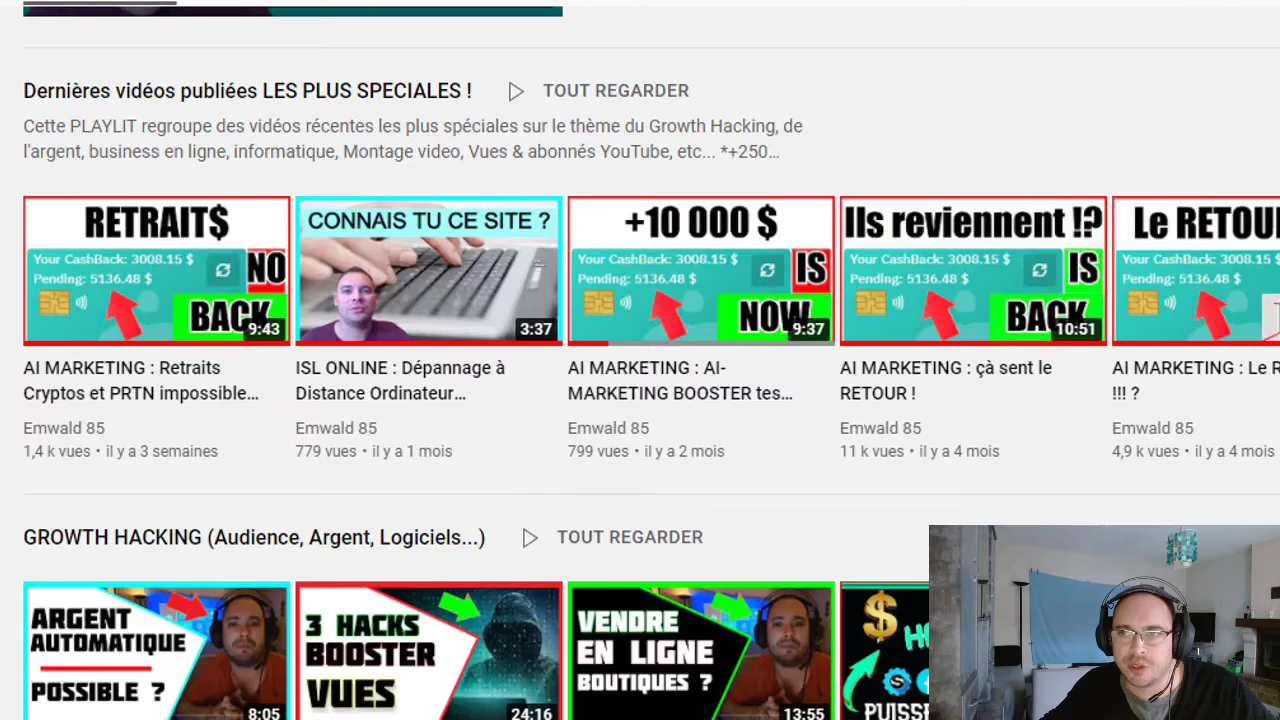 Dernières vidéos publiées LES PLUS SPECIALES !
TOUT REGARDER
Cette PLAYLIT regroupe des vidéos récentes les plus spéciales sur le thème du Growth Hacking, de
l'argent, business en ligne, informatique, Montage video, Vues & abonnés YouTube, etc... *+250...
RETRAIT$
Your CashBack: 3008.15 $
Pending: 5136.48 $
NO
BACK
9:43
CONNAIS TU CE SITE ?
3:37
+10 000 $
Your CashBack: 3008.15 $
Pending: 5136.48 $
IS
NOW
9:37
Ils reviennent !?
Your CashBack: 3008.15 $
Pending: 5136.48 $
IS
BACK
10:51
Le RETOU
Your CashBack: 3008.15 $
Pending: 5136.48 $
AI MARKETING : Retraits
Cryptos et PRTN impossible...
Emwald 85
1,4 k vues • il y a 3 semaines
ISL ONLINE : Dépannage à
Distance Ordinateur...
Emwald 85
779 vues • il y a 1 mois
AI MARKETING : AI-
MARKETING BOOSTER tes...
Emwald 85
799 vues • il y a 2 mois
AI MARKETING : çà sent le
RETOUR !
Emwald 85
11 k vues • il y a 4 mois
AI MARKETING : Le R
!!! ?
Emwald 85
4,9 k vues • il y a 4 mois
GROWTH HACKING (Audience, Argent, Logiciels...)
TOUT REGARDER
ARGENT
AUTOMATIQUE
POSSIBLE ?
8:05
3 HACKS
BOOSTER
VUES
24:16
VENDRE
EN LIGNE
BOUTIQUES ?
13:55
$
PUISS